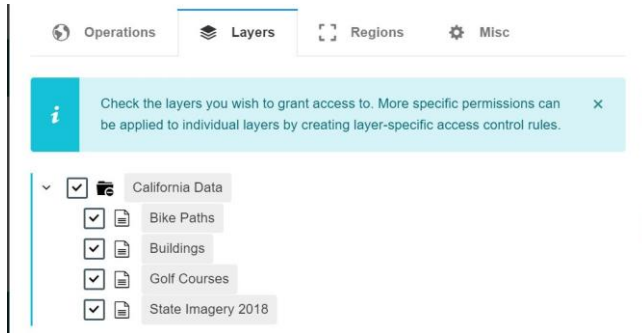 Operations Layers Regions Misc
Check the layers you wish to grant access to. More specific permissions can
be applied to individual layers by creating layer-specific access control rules.
California Data
Bike Paths
Buildings
Golf Courses
State Imagery 2018